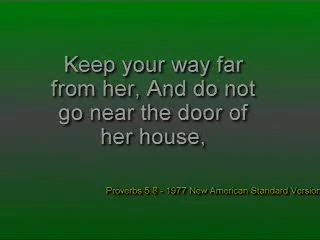 Keep your way far
from her, And do not
go near the door of
her house,
Proverbs 5:8 - 1977 New American Standard Version